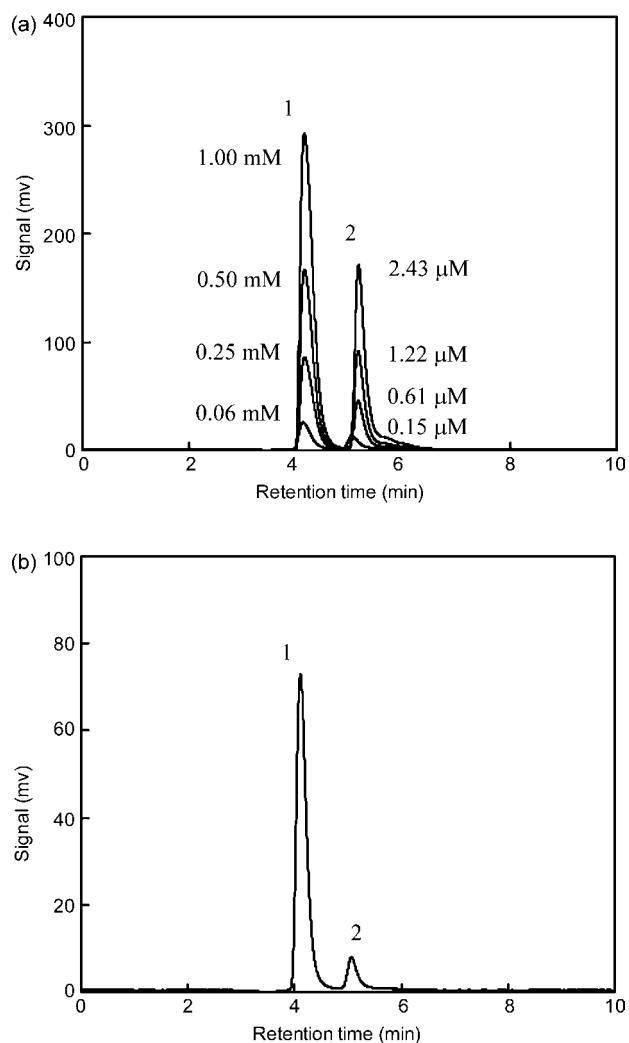 (a)
400
300
200
100
0
Signal (mv)
1
1.00 mM
0.50 mM
0.25 mM
0.06 mM
2
2.43 μM
1.22 μM
0.61 μM
0.15 μM
0 2 4 6 8 10
Retention time (min)
(b)
100
80
60
40
20
0
Signal (mv)
1
2
0 2 4 6 8 10
Retention time (min)